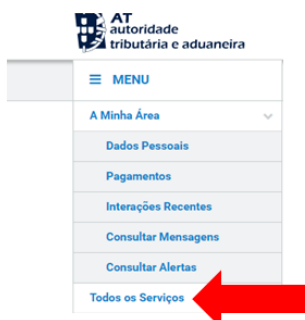 AT
autoridade
tributária e aduaneira
≡ MENU
A Minha Área
Dados Pessoais
Pagamentos
Interações Recentes
Consultar Mensagens
Consultar Alertas
Todos os Serviços